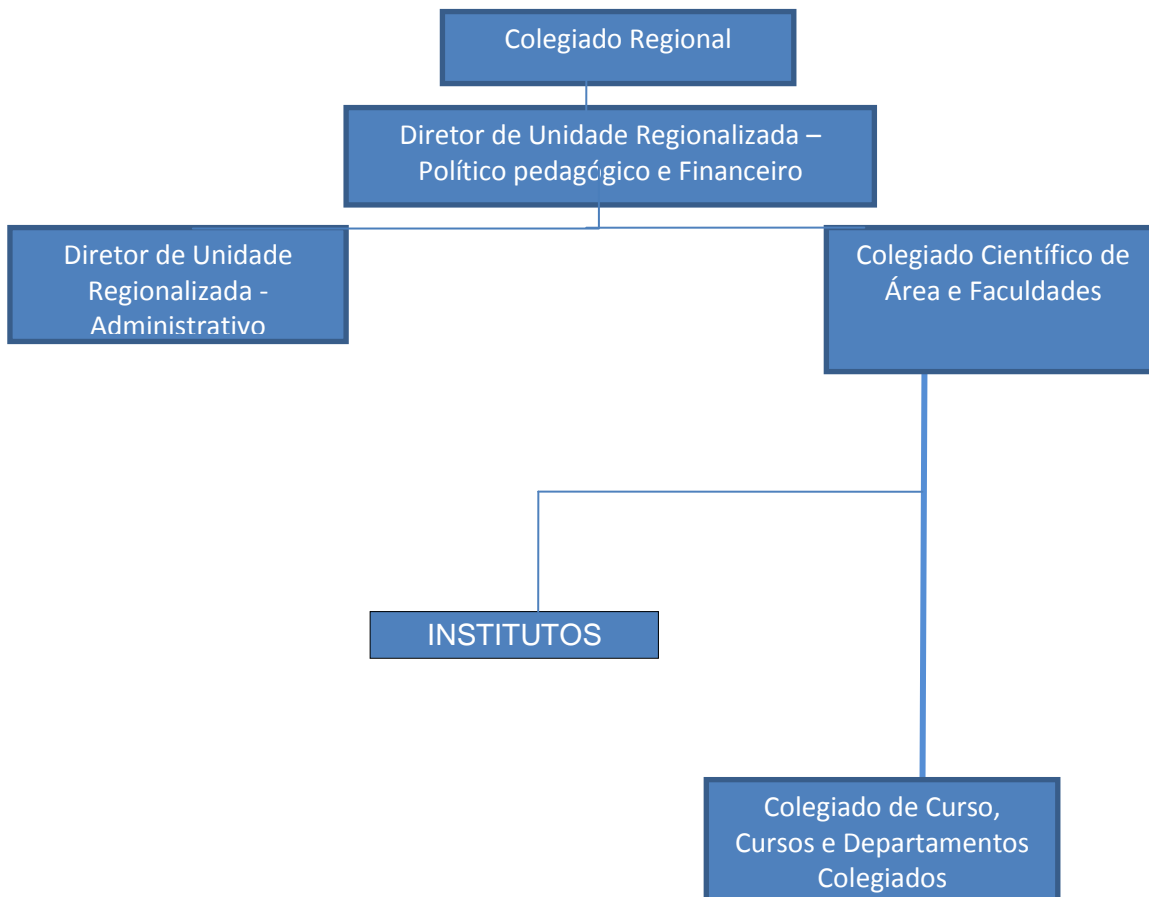 Colegiado Regional
Diretor de Unidade Regionalizada –
Político pedagógico e Financeiro
Diretor de Unidade
Regionalizada -
Administrativo
Colegiado Científico de
Área e Faculdades
INSTITUTOS
Colegiado de Curso,
Cursos e Departamentos
Colegiados